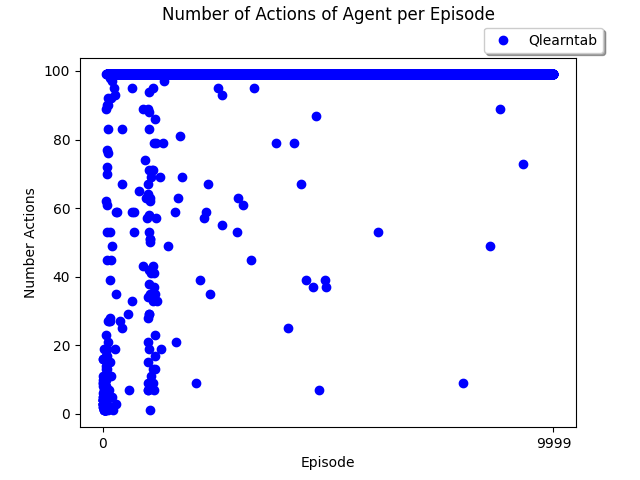 Number of Actions of Agent per Episode
Qlearntab
100
80
60
40
20
0
Number Actions
0
9999
Episode